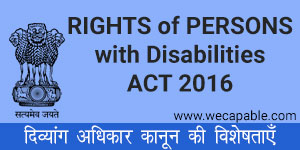 RIGHTS of PERSONS
with Disabilities
ACT 2016
सत्यमेव जयते
www.wecapable.com
दिव्यांग अधिकार कानून की विशेषताएँ